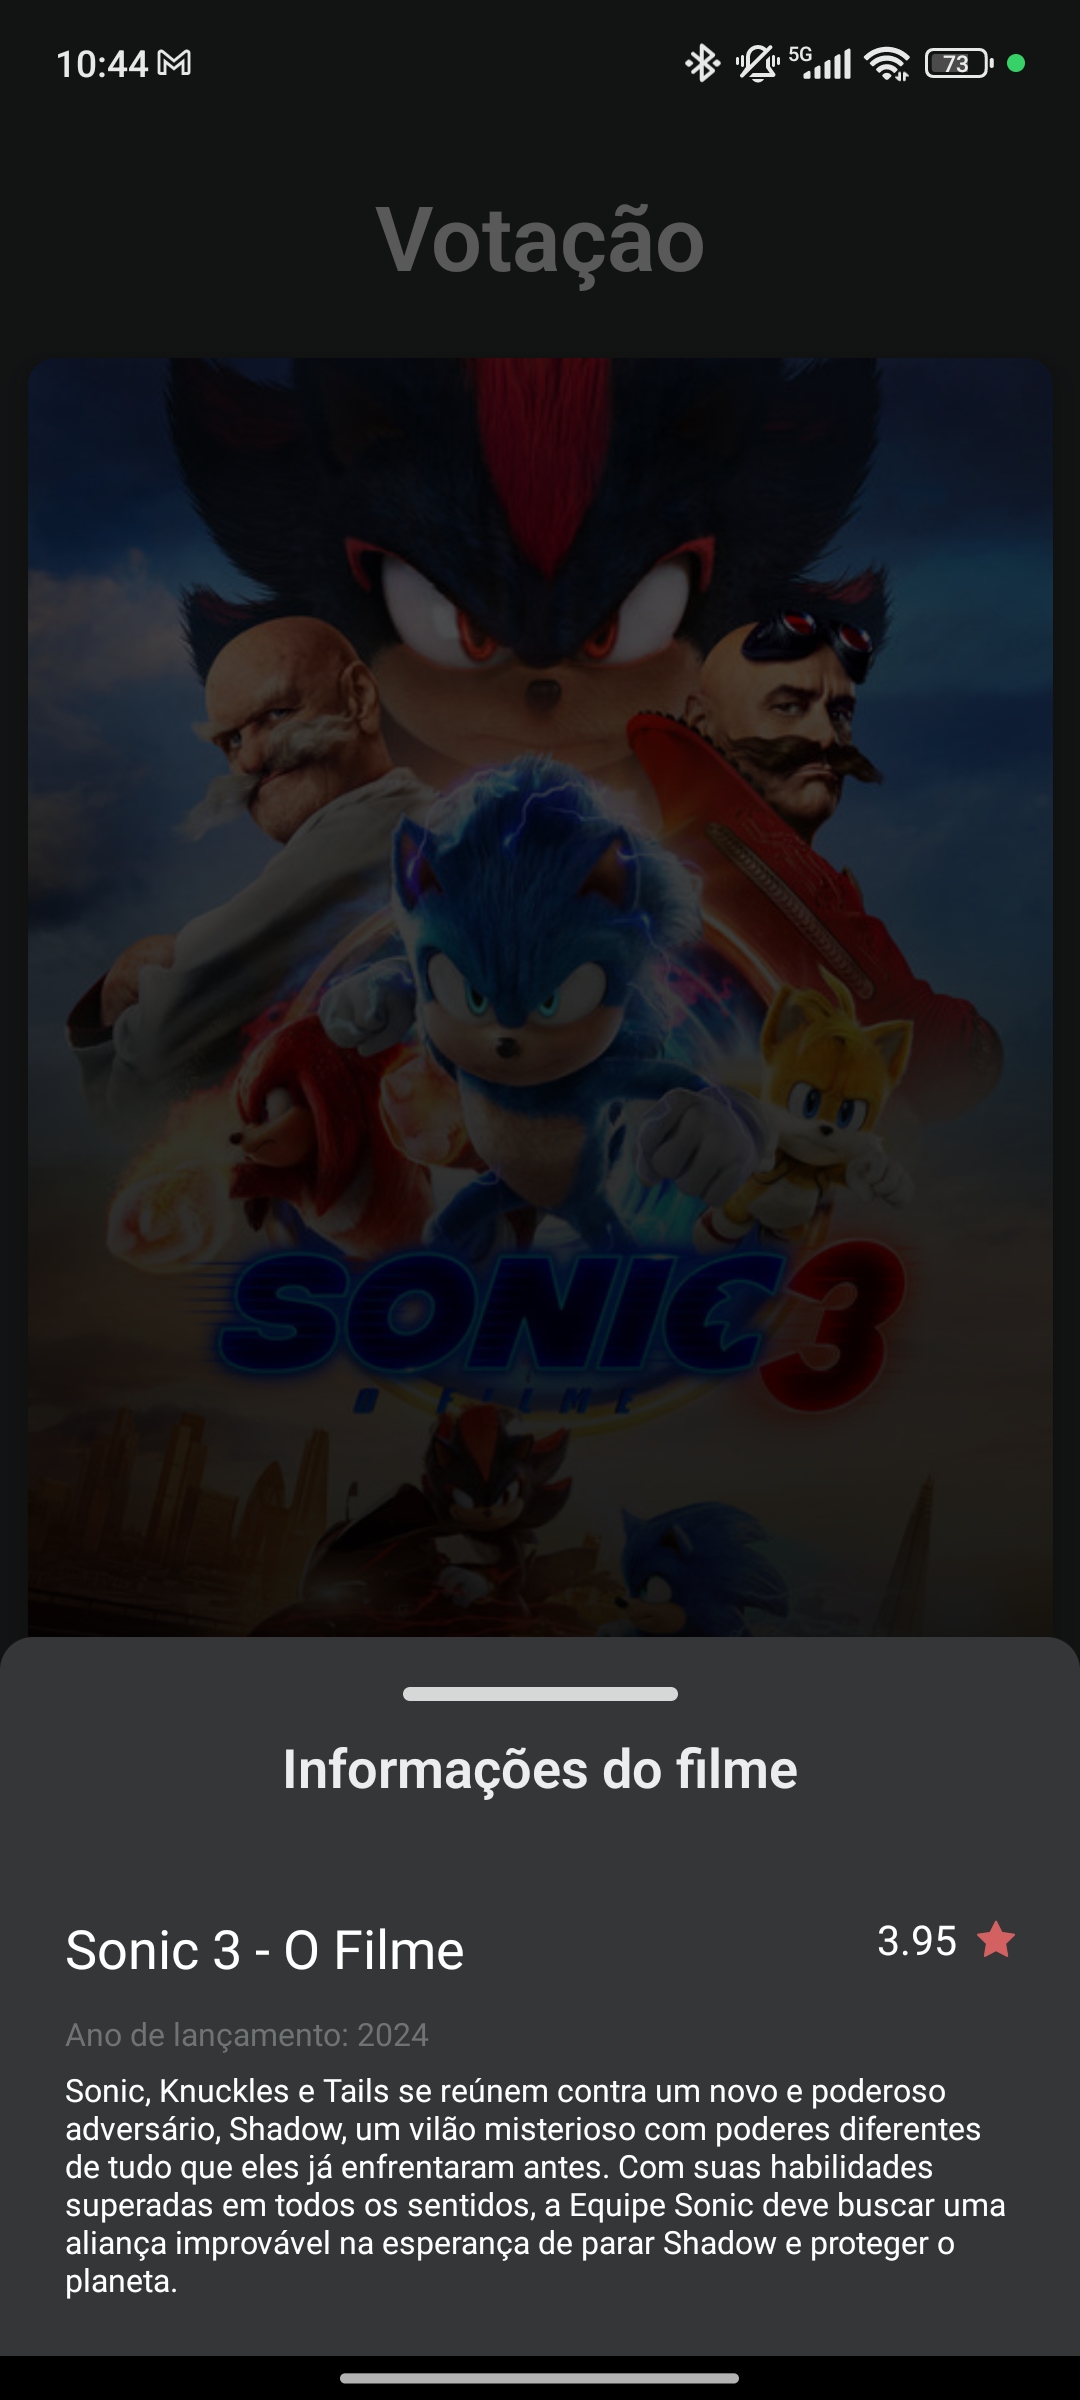 10:44
5G
73
Votação
SONIC 3
O FILME
Informações do filme
Sonic 3 - O Filme
3.95
Ano de lançamento: 2024
Sonic, Knuckles e Tails se reúnem contra um novo e poderoso
adversário, Shadow, um vilão misterioso com poderes diferentes
de tudo que eles já enfrentaram antes. Com suas habilidades
superadas em todos os sentidos, a Equipe Sonic deve buscar uma
aliança improvável na esperança de parar Shadow e proteger o
planeta.